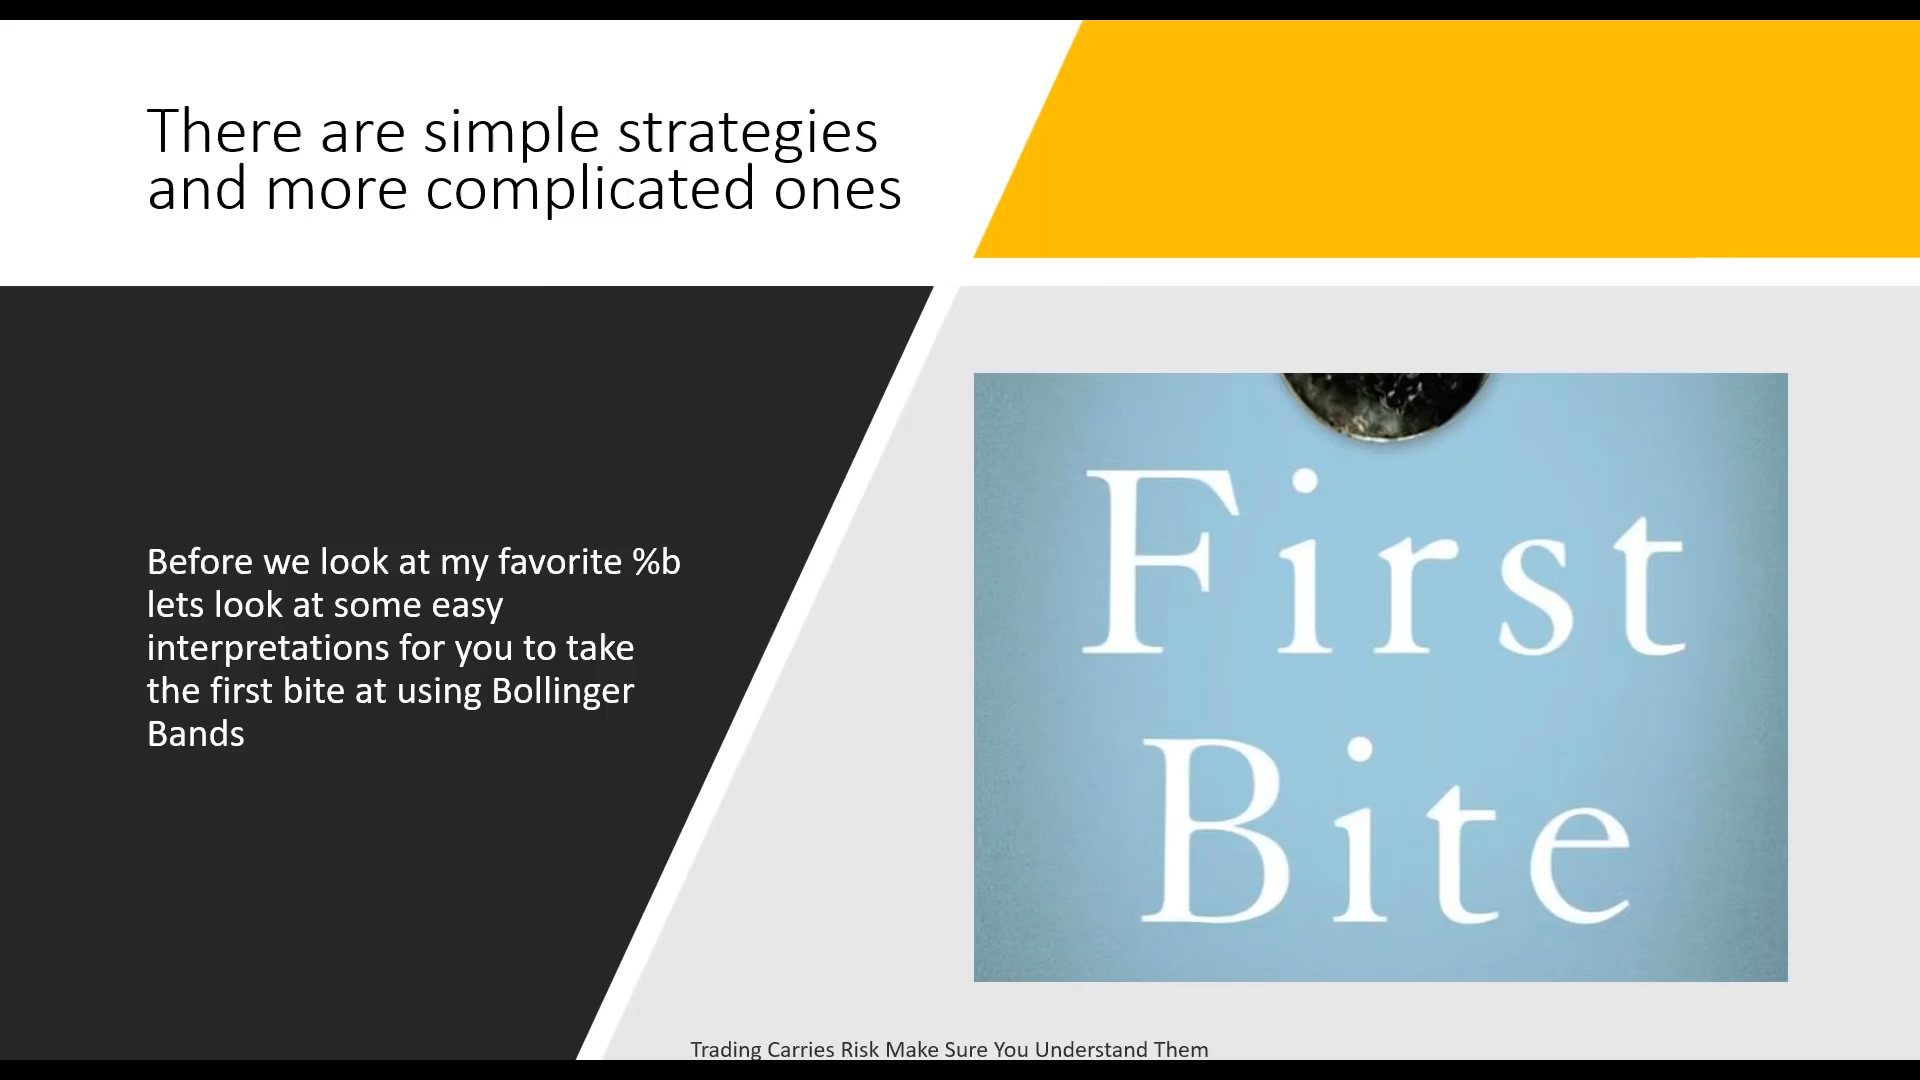 There are simple strategies
and more complicated ones
Before we look at my favorite %b
lets look at some easy
interpretations for you to take
the first bite at using Bollinger
Bands
First
Bite
Trading Carries Risk Make Sure You Understand Them